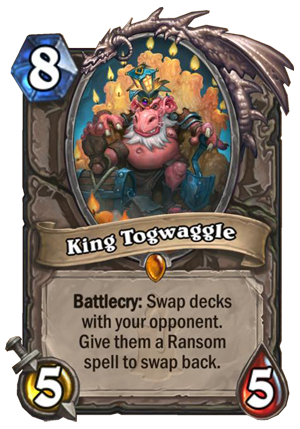 8
King Togwaggle
Battlecry: Swap decks
with your opponent.
Give them a Ransom
spell to swap back.
5
5